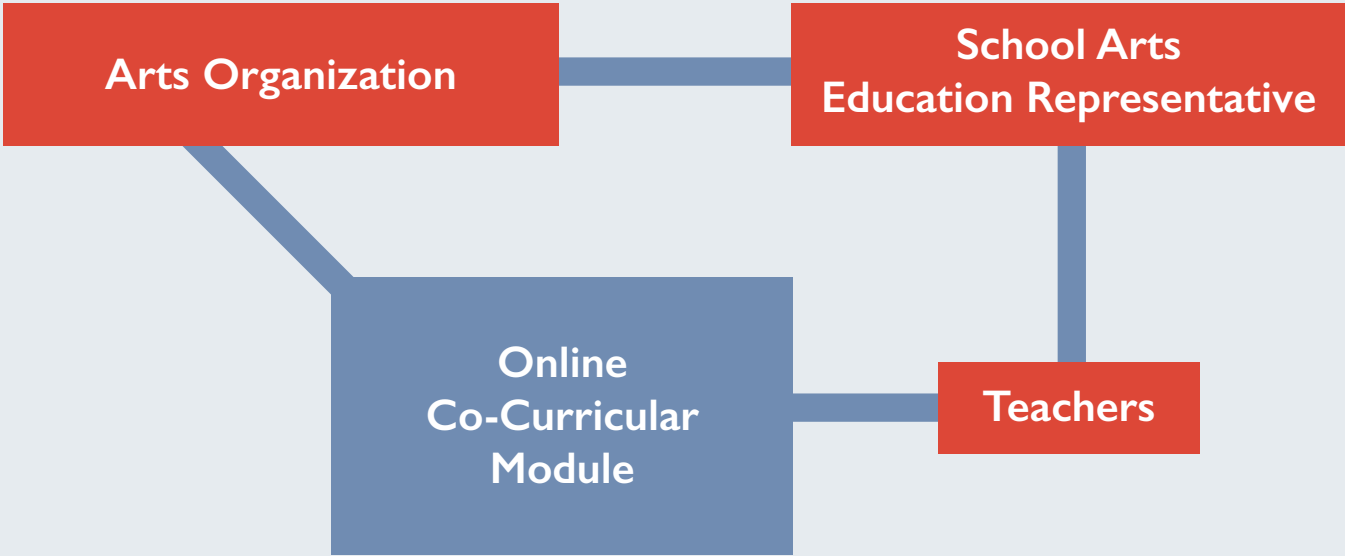 Arts Organization
School Arts
Education Representative
Online
Co-Curricular
Module
Teachers